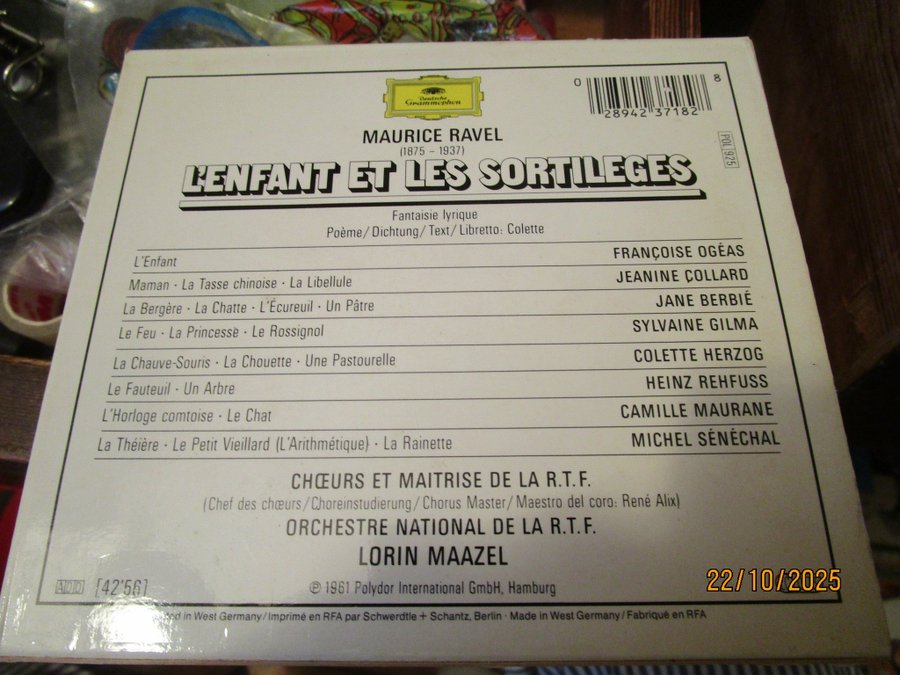 Deutsche
Grammophon
0 28942 37182 8
POL 925
MAURICE RAVEL
(1875 – 1937)
L'ENFANT ET LES SORTILEGES
Fantaisie lyrique
Poème/Dichtung/Text/Libretto: Colette
L'Enfant FRANÇOISE OGÉAS
Maman · La Tasse chinoise · La Libellule JEANINE COLLARD
La Bergère · La Chatte · L'Écureuil · Un Pâtre JANE BERBIÉ
Le Feu · La Princesse · Le Rossignol SYLVAINE GILMA
La Chauve-Souris · La Chouette · Une Pastourelle COLETTE HERZOG
Le Fauteuil · Un Arbre HEINZ REHFUSS
L'Horloge comtoise · Le Chat CAMILLE MAURANE
La Théière · Le Petit Vieillard (L'Arithmétique) · La Rainette MICHEL SÉNÉCHAL
CHŒURS ET MAITRISE DE LA R.T.F.
(Chef des chœurs/Choreinstudierung/Chorus Master/Maestro del coro: René Alix)
ORCHESTRE NATIONAL DE LA R.T.F.
LORIN MAAZEL
ADD [42'56]
℗ 1961 Polydor International GmbH, Hamburg
in West Germany/Imprimé en RFA par Schwerdtle + Schantz, Berlin · Made in West Germany/Fabriqué en RFA
22/10/2025